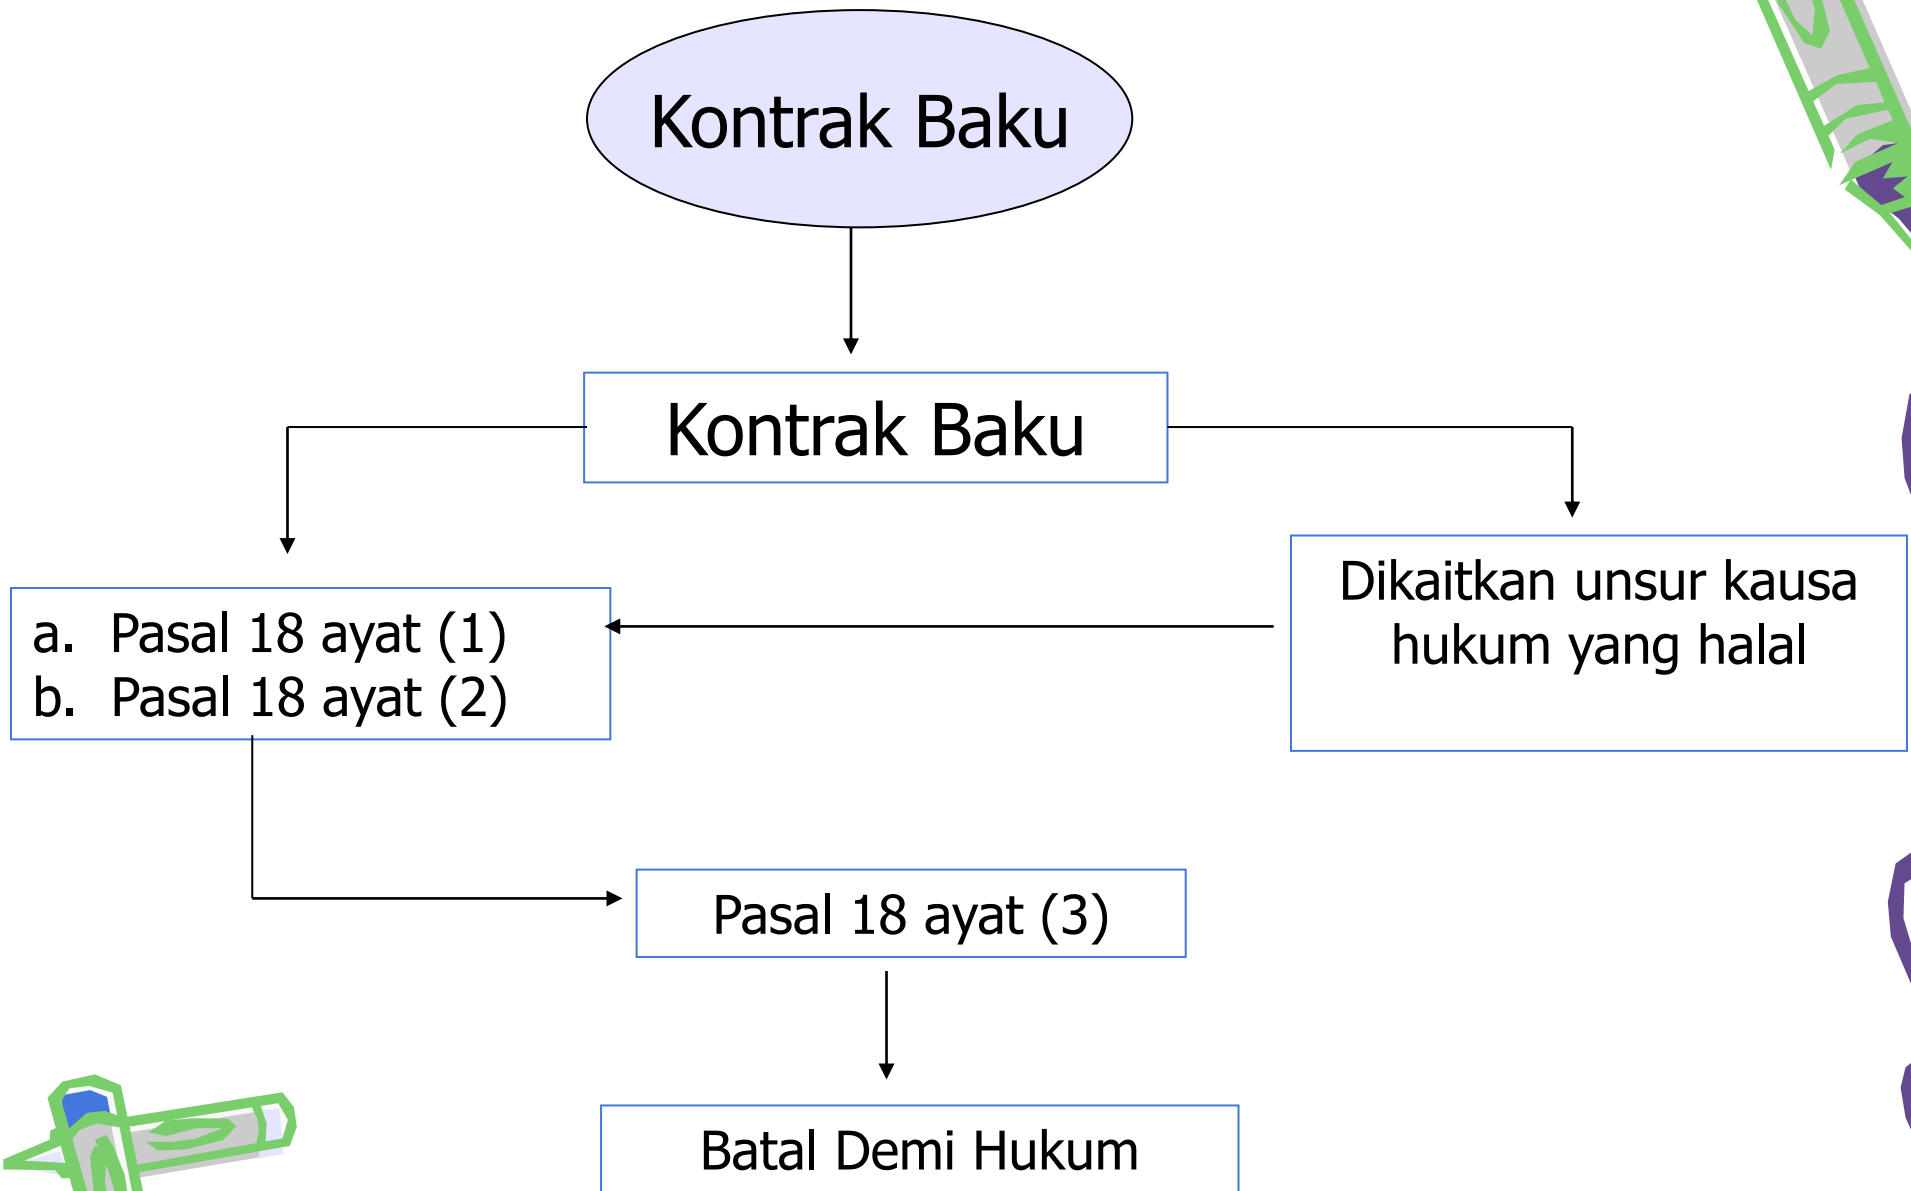 Kontrak Baku
Kontrak Baku
Dikaitkan unsur kausa
hukum yang halal
a. Pasal 18 ayat (1)
b. Pasal 18 ayat (2)
Pasal 18 ayat (3)
Batal Demi Hukum